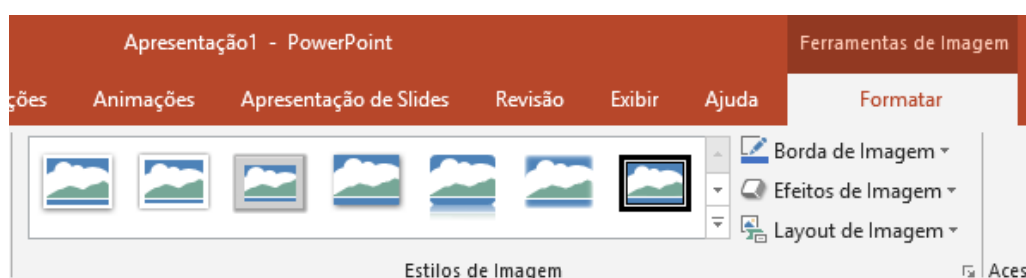 Apresentação1 - PowerPoint Ferramentas de Imagem
ções Animações Apresentação de Slides Revisão Exibir Ajuda Formatar
Borda de Imagem
Efeitos de Imagem
Layout de Imagem
Estilos de Imagem Aces